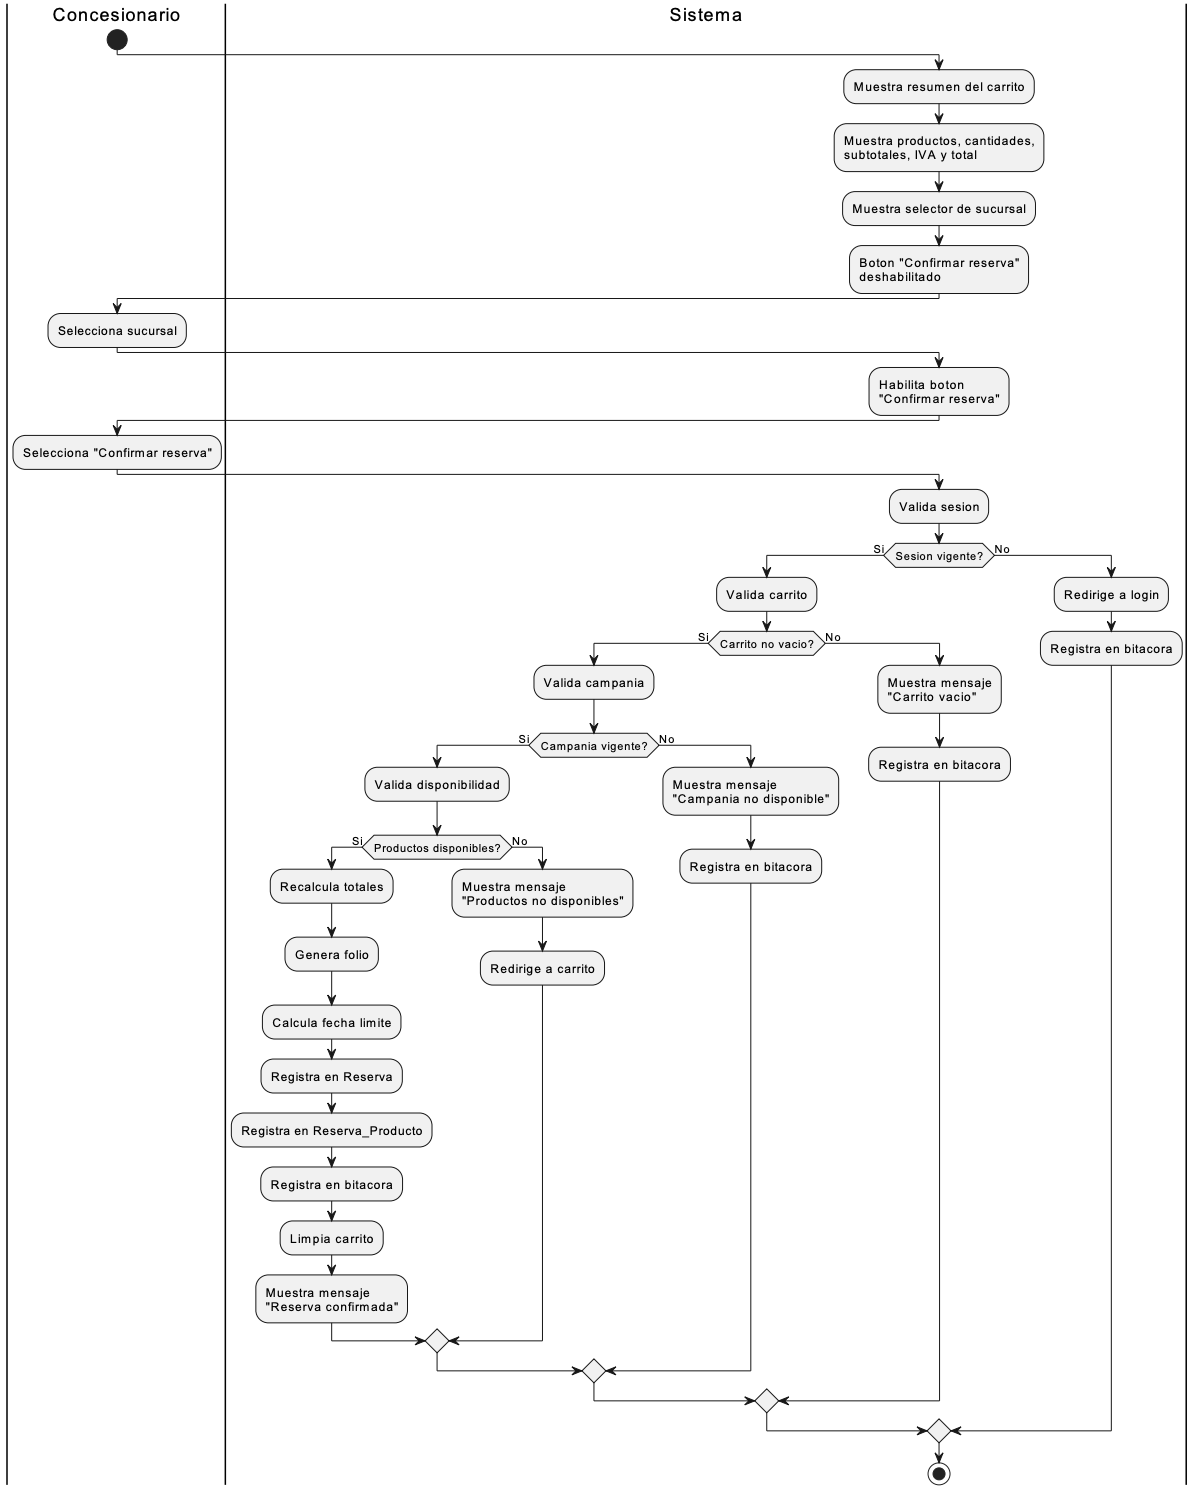 Concesionario
Sistema
Muestra resumen del carrito
Muestra productos, cantidades,
subtotales, IVA y total
Muestra selector de sucursal
Boton "Confirmar reserva"
deshabilitado
Selecciona sucursal
Habilita boton
"Confirmar reserva"
Selecciona "Confirmar reserva"
Valida sesion
Si
Sesion vigente?
No
Valida carrito
Redirige a login
Si
Carrito no vacio?
No
Registra en bitacora
Valida campania
Muestra mensaje
"Carrito vacio"
Si
Campania vigente?
No
Registra en bitacora
Valida disponibilidad
Muestra mensaje
"Campania no disponible"
Si
Productos disponibles?
No
Registra en bitacora
Recalcula totales
Muestra mensaje
"Productos no disponibles"
Genera folio
Redirige a carrito
Calcula fecha limite
Registra en Reserva
Registra en Reserva_Producto
Registra en bitacora
Limpia carrito
Muestra mensaje
"Reserva confirmada"